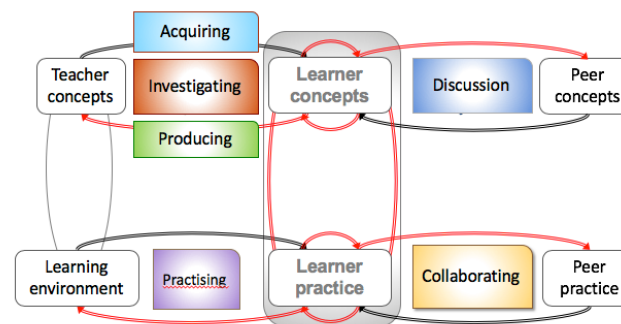 Acquiring
Teacher
concepts
Investigating
Learner
concepts
Discussion
Peer
concepts
Producing
Learning
environment
Practising
Learner
practice
Collaborating
Peer
practice